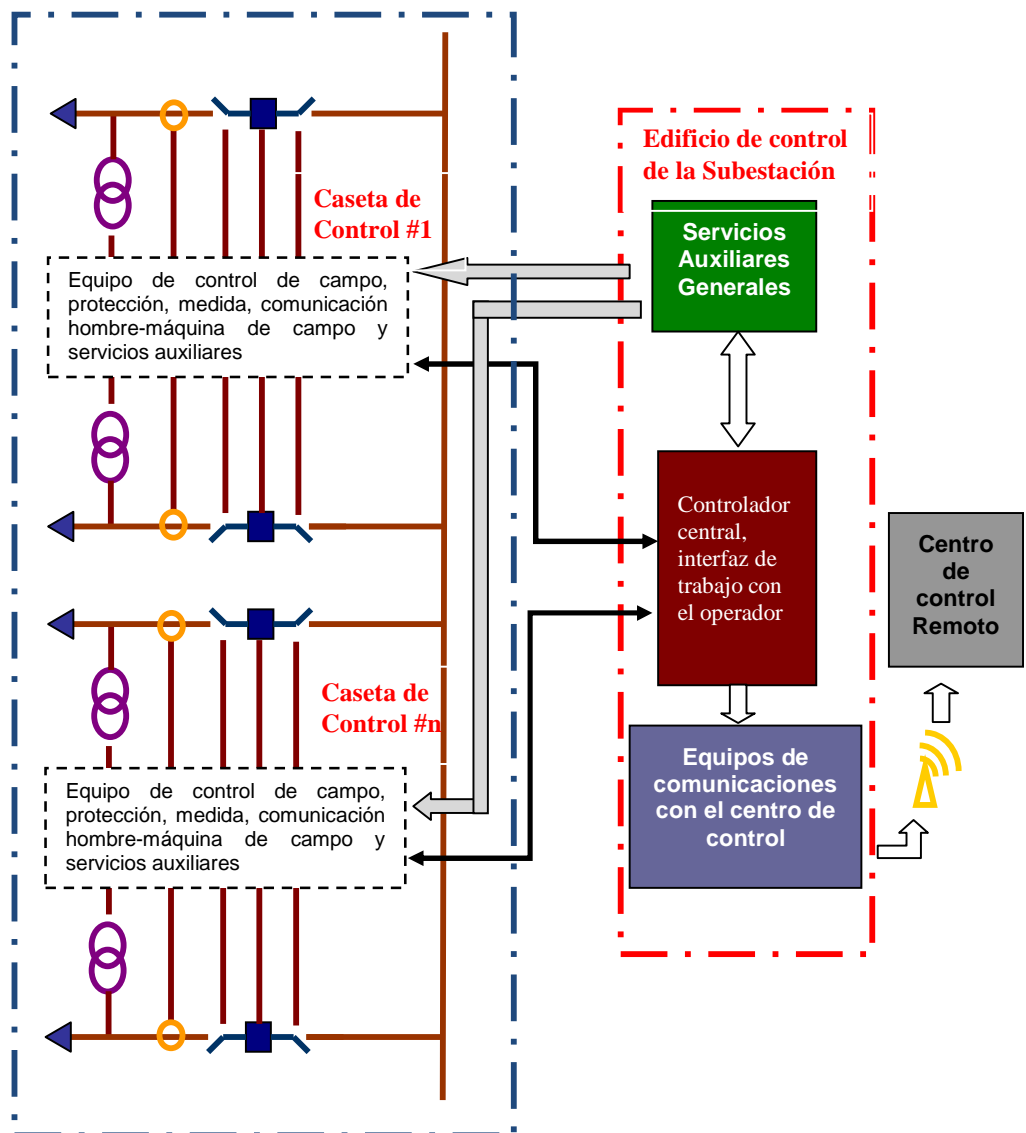 Caseta de
Control #1
Equipo de control de campo,
protección, medida, comunicación
hombre-máquina de campo y
servicios auxiliares
Caseta de
Control #n
Equipo de control de campo,
protección, medida, comunicación
hombre-máquina de campo y
servicios auxiliares
Edificio de control
de la Subestación
Servicios
Auxiliares
Generales
Controlador
central,
interfaz de
trabajo con
el operador
Equipos de
comunicaciones
con el centro de
control
Centro
de
control
Remoto